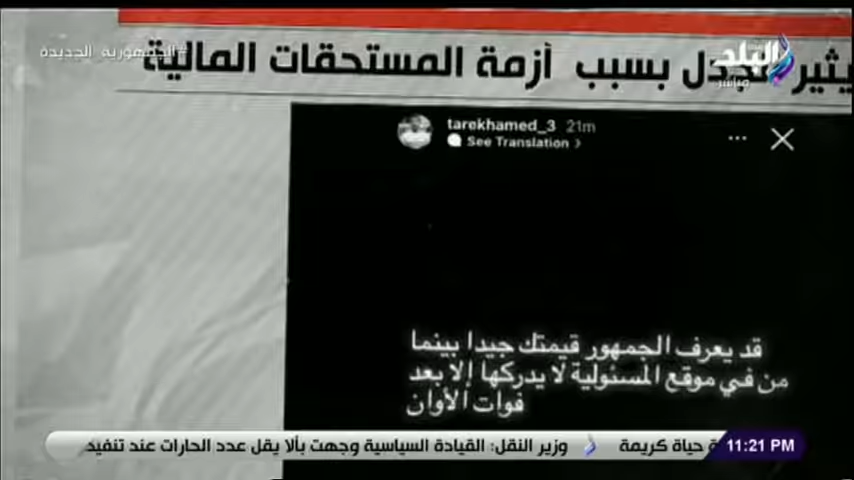 #الجمهورية الجديدة
البلد
مباشر
يثير الجدل بسبب أزمة المستحقات المالية
tarekhamed_3 21m
See Translation
قد يعرف الجمهور قيمتك جيدا بينما
من في موقع المسئولية لا يدركها إلا بعد
فوات الأوان
حياة كريمة وزير النقل: القيادة السياسية وجهت بألا يقل عدد الحارات عند تنفيذ
11:21 PM